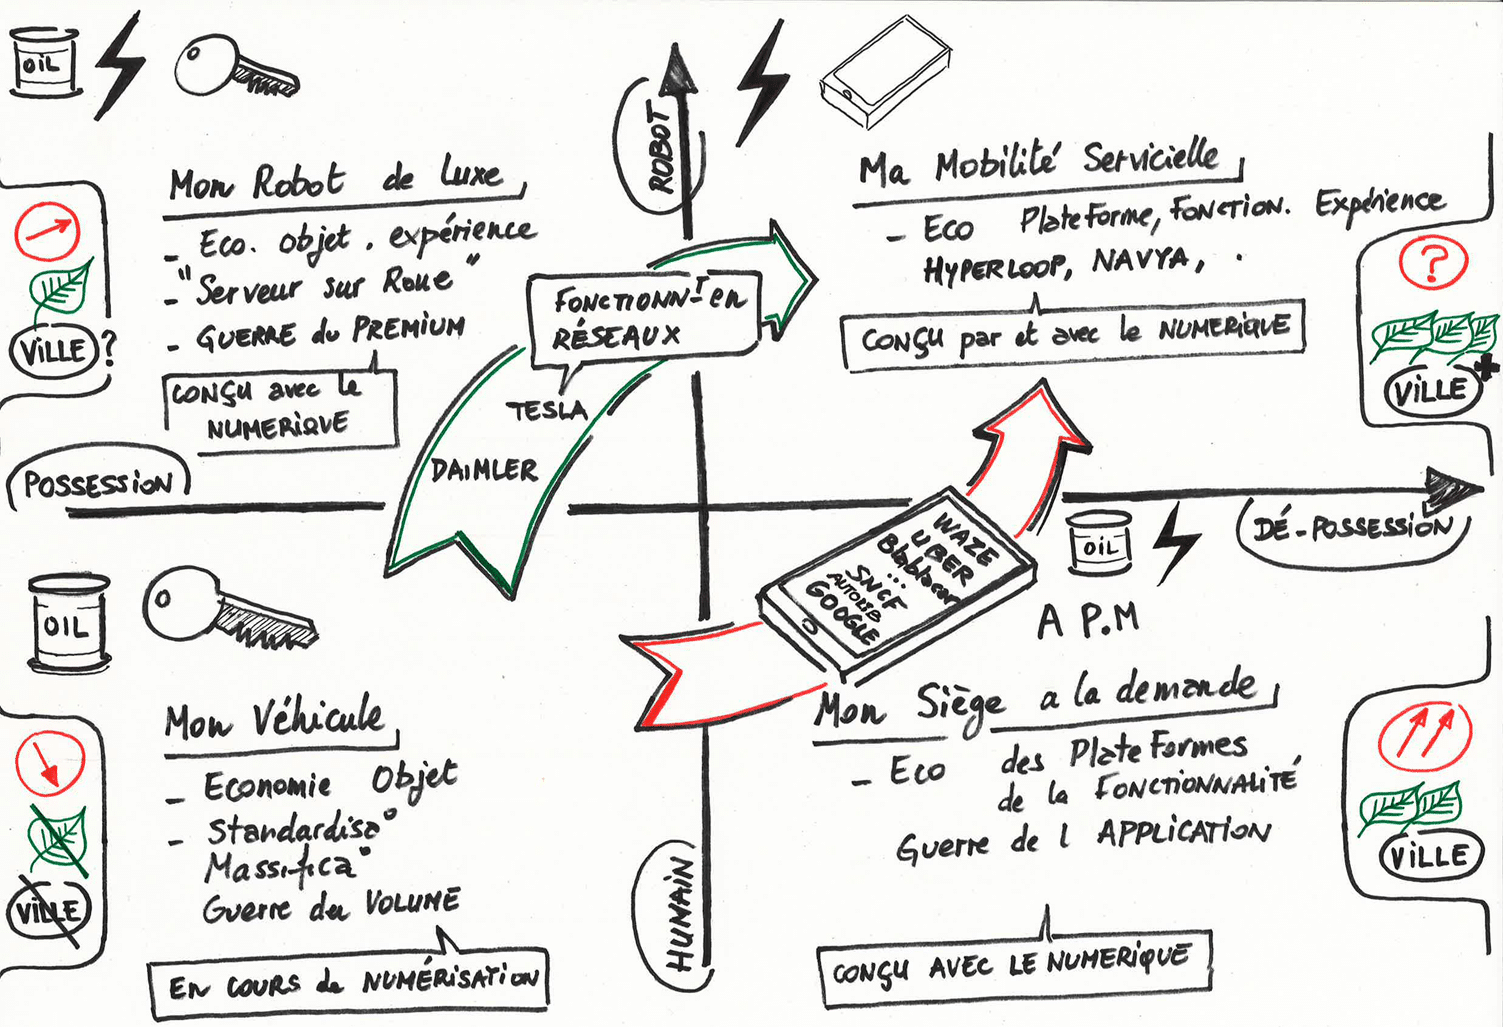 OIL
ROBOT
Mon Robot de Luxe
- Eco. objet. expérience
- "Serveur sur Roue"
- GUERRE du PREMIUM
VILLE ?
CONÇU avec le
NUMERIQUE
Ma Mobilité Servicielle
- Eco PlateForme, FONCTION. Expérience
HYPERLOOP, NAVYA, .
CONÇU par et avec le NUMERIQUE
?
VILLE +
FONCTIONNT en
RÉSEAUX
TESLA
DAIMLER
POSSESSION
DÉ-POSSESSION
OIL
Mon Véhicule
- Economie Objet
- Standardisa°
Massifica°
Guerre du VOLUME
VILLE
EN COURS de NUMÉRISATION
HUMAIN
WAZE
UBER
Blablacar
...
SNCF
AUTOLIB
GOOGLE
OIL
A P.M
Mon Siège a la demande
- Eco des PlateFormes
de la FONCTIONNALITÉ
Guerre de l APPLICATION
VILLE
CONÇU AVEC LE NUMERIQUE